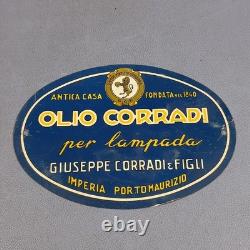 ANTICA CASA FONDATA NEL 1840
OLIO CORRADI
per lampada
GIUSEPPE CORRADI & FIGLI
IMPERIA PORTO MAURIZIO